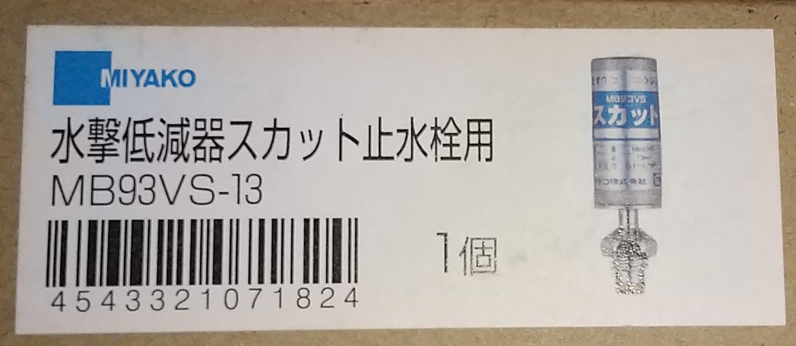 MIYAKO
水撃低減器スカット止水栓用
MB93VS-13
4543321071824
1個
MB93VS
スカット